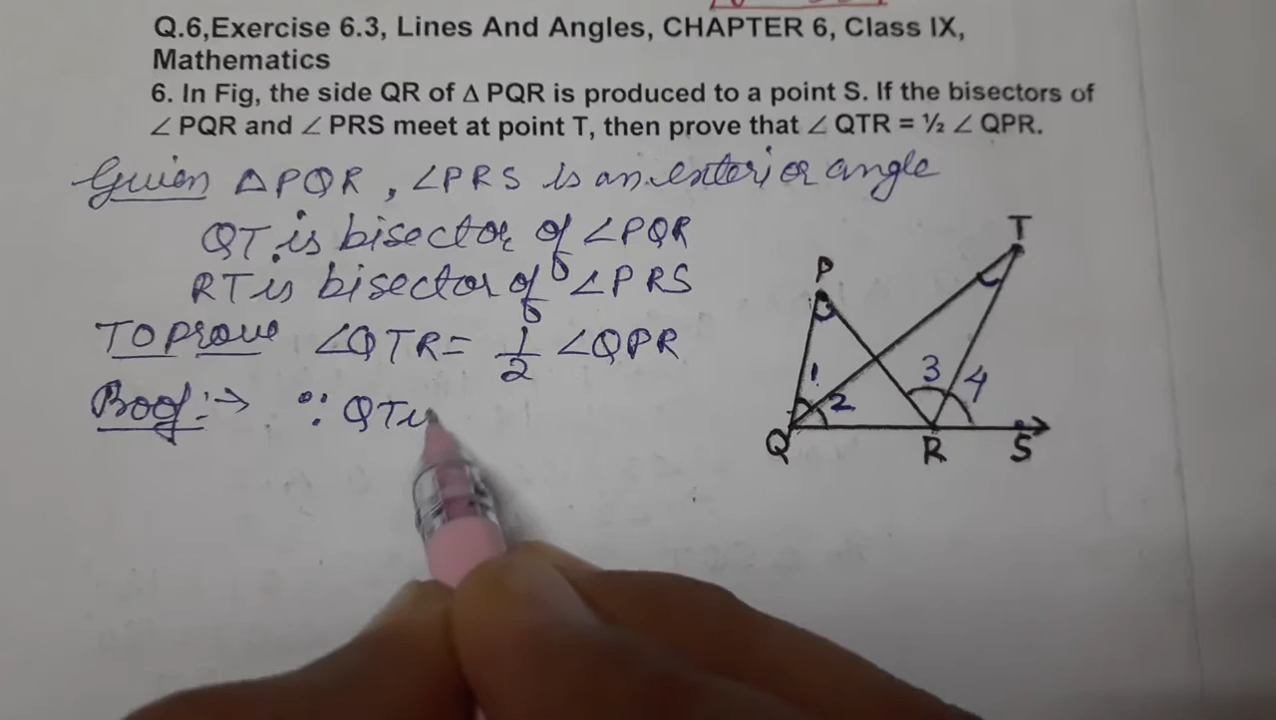 Q.6,Exercise 6.3, Lines And Angles, CHAPTER 6, Class IX,
Mathematics
6. In Fig, the side QR of Δ PQR is produced to a point S. If the bisectors of
∠ PQR and ∠ PRS meet at point T, then prove that ∠ QTR = ½ ∠ QPR.
Given ΔPQR, ∠PRS is an exterior angle
QT is bisector of ∠PQR
RT is bisector of ∠PRS
TO prove ∠QTR = 1/2 ∠QPR
Proof:→ ∵ QT
T
P
1
2
3
4
Q
R
S